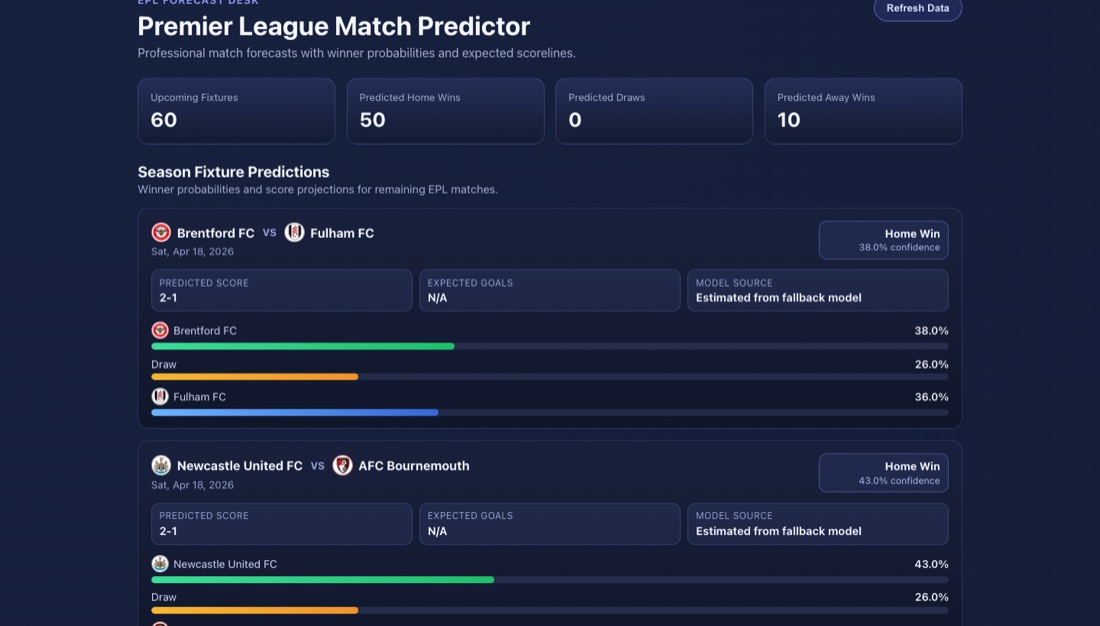 EPL FORECAST DESK
Premier League Match Predictor
Refresh Data
Professional match forecasts with winner probabilities and expected scorelines.
Upcoming Fixtures
60
Predicted Home Wins
50
Predicted Draws
0
Predicted Away Wins
10
Season Fixture Predictions
Winner probabilities and score projections for remaining EPL matches.
Brentford FC VS Fulham FC
Sat, Apr 18, 2026
Home Win
38.0% confidence
PREDICTED SCORE
2-1
EXPECTED GOALS
N/A
MODEL SOURCE
Estimated from fallback model
Brentford FC 38.0%
Draw 26.0%
Fulham FC 36.0%
Newcastle United FC VS AFC Bournemouth
Sat, Apr 18, 2026
Home Win
43.0% confidence
PREDICTED SCORE
2-1
EXPECTED GOALS
N/A
MODEL SOURCE
Estimated from fallback model
Newcastle United FC 43.0%
Draw 26.0%